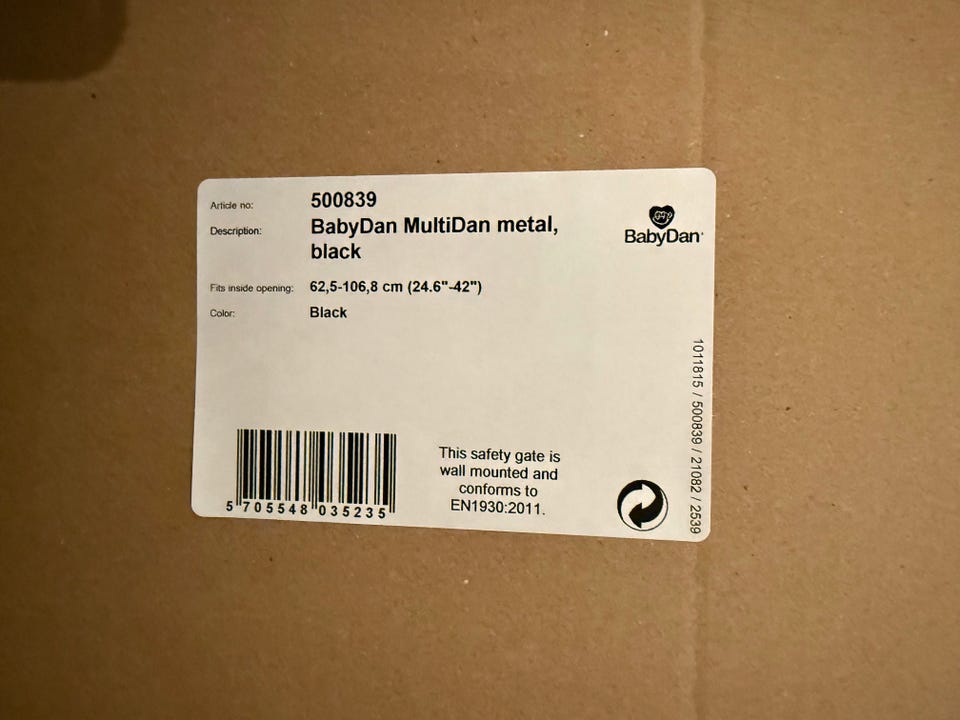 Article no: 500839
Description: BabyDan MultiDan metal,
black
BabyDan
Fits inside opening: 62,5-106,8 cm (24.6"-42")
Color: Black
1011815 / 500839 / 21082 / 2539
This safety gate is
wall mounted and
conforms to
EN1930:2011.
5 705548 035235